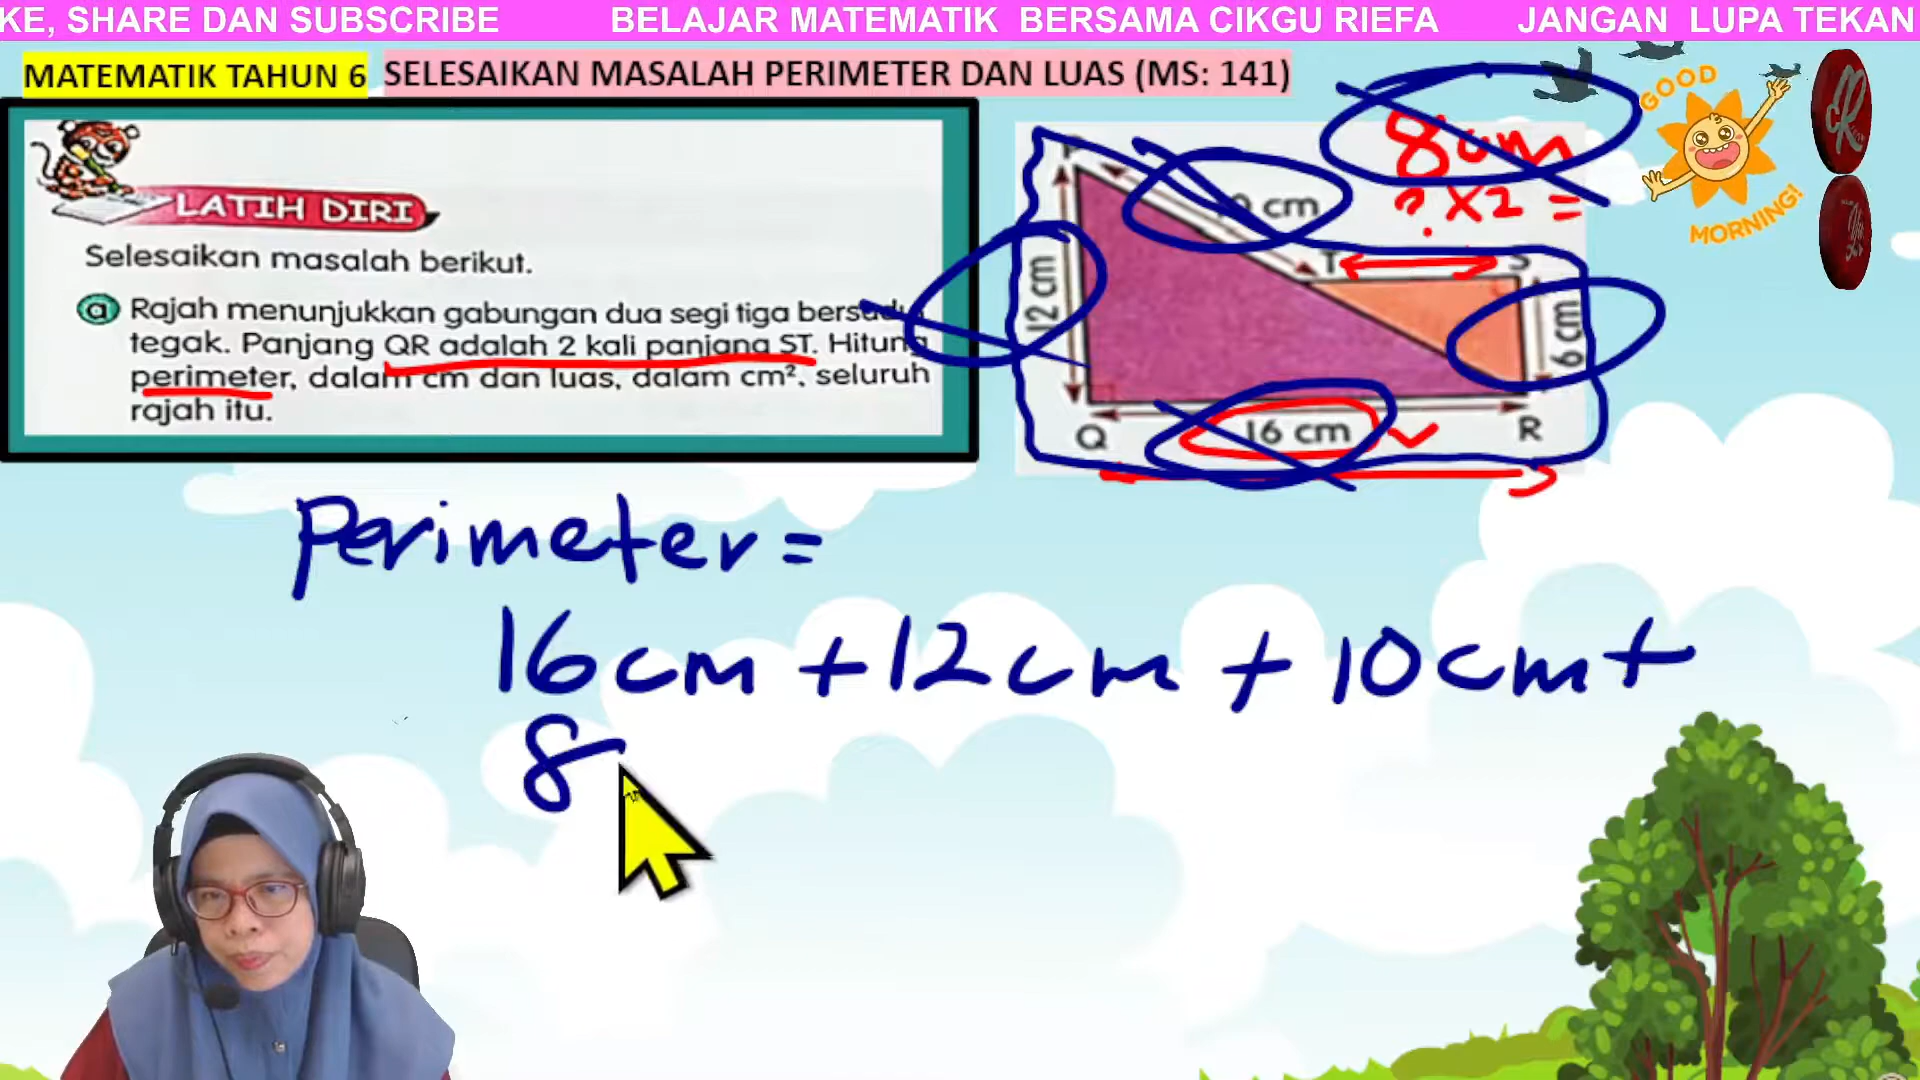 KE, SHARE DAN SUBSCRIBE BELAJAR MATEMATIK BERSAMA CIKGU RIEFA JANGAN LUPA TEKAN
MATEMATIK TAHUN 6 SELESAIKAN MASALAH PERIMETER DAN LUAS (MS: 141)
GOOD
MORNING!
LATIH DIRI
Selesaikan masalah berikut.
a Rajah menunjukkan gabungan dua segi tiga bersudu
tegak. Panjang QR adalah 2 kali panjang ST. Hitung
perimeter, dalam cm dan luas, dalam cm², seluruh
rajah itu.
8cm
? X2 =
cm
T S
12 cm
6 cm
Q 16 cm R
Perimeter =
16cm + 12cm + 10cm +
8